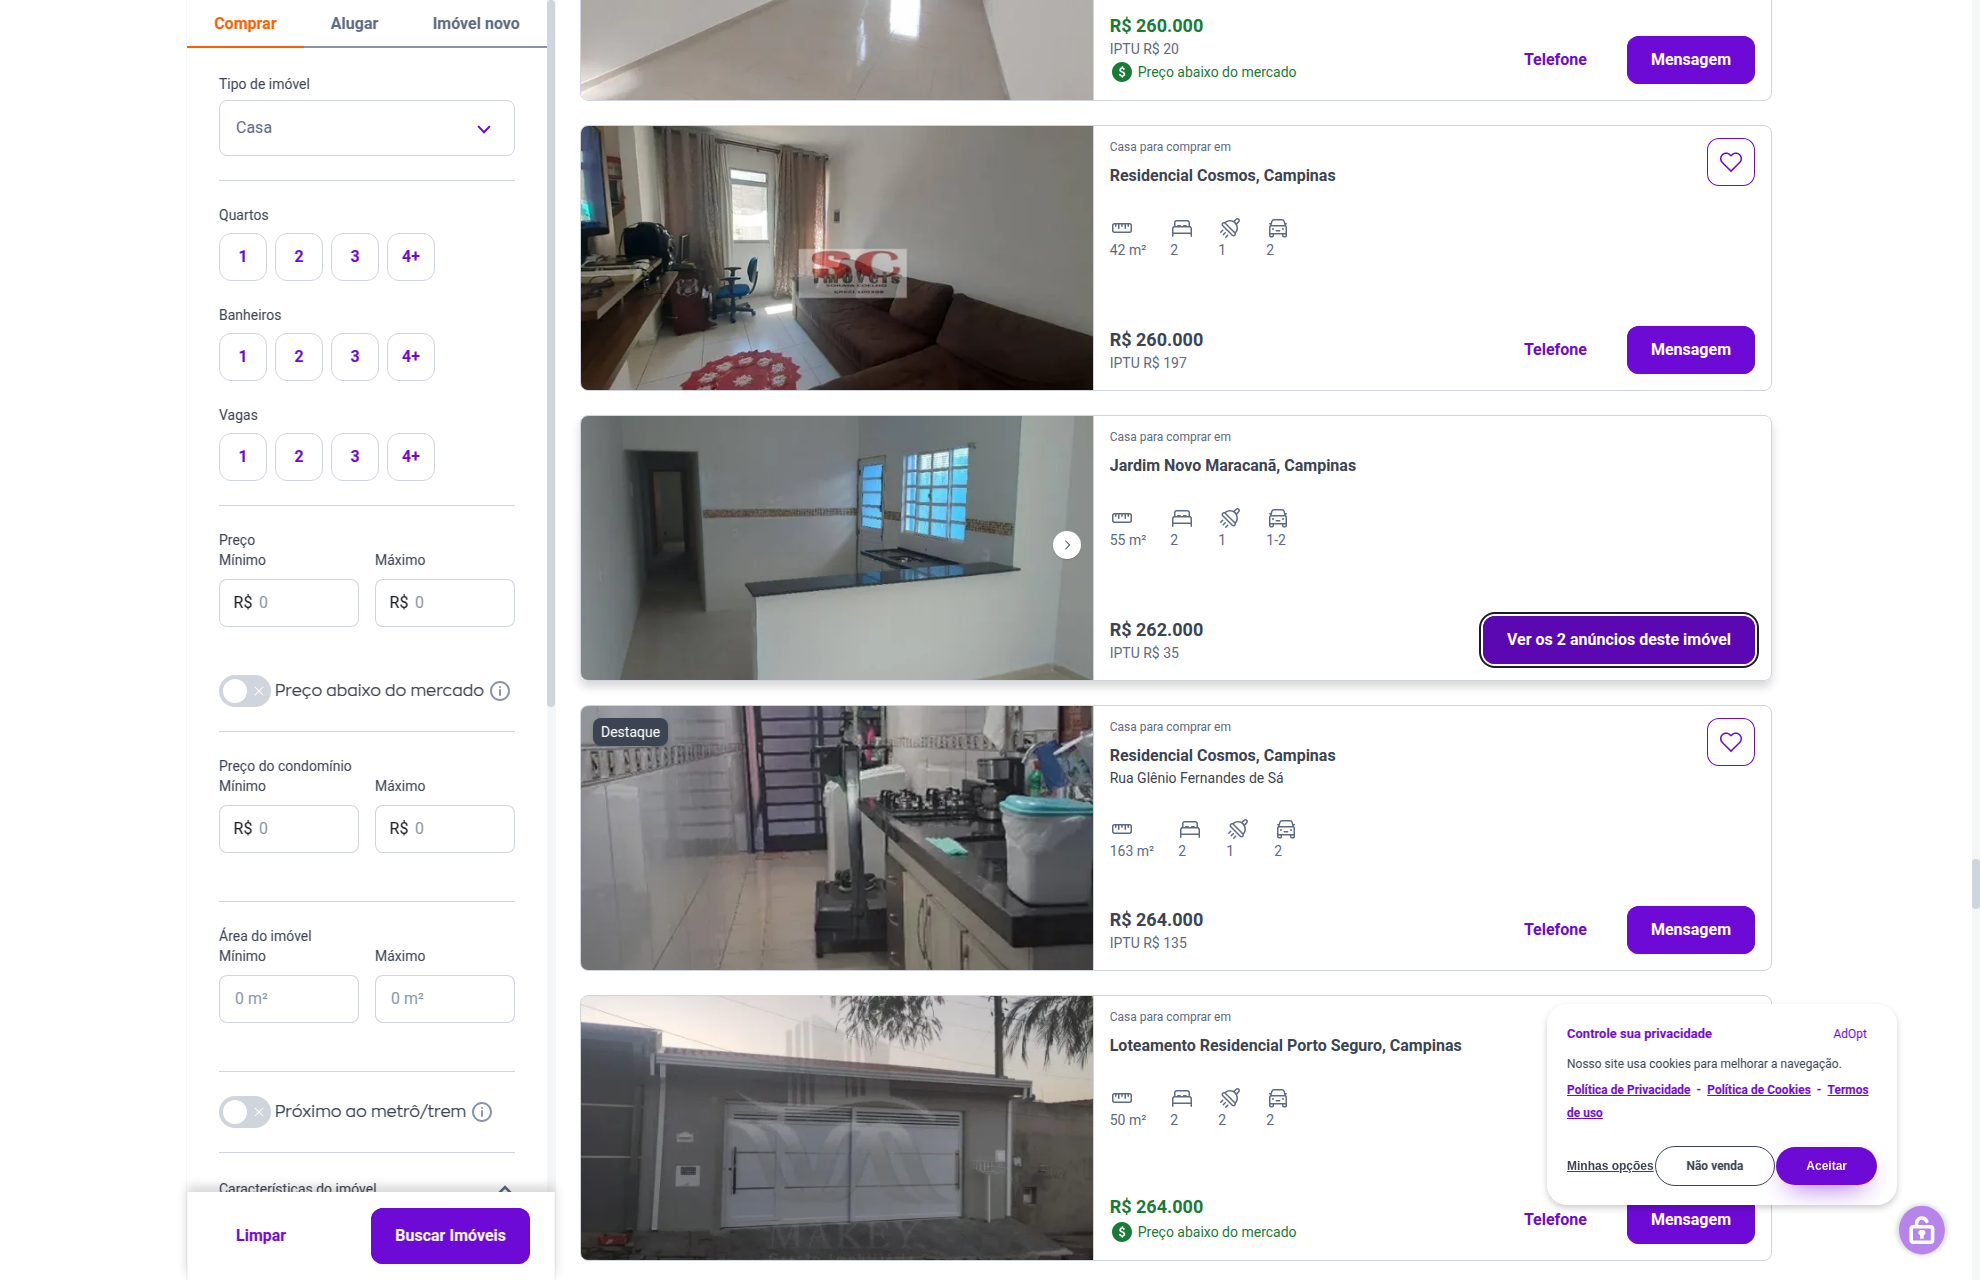 Comprar
Alugar
Imóvel novo
Tipo de imóvel
Casa
Quartos
1
2
3
4+
Banheiros
1
2
3
4+
Vagas
1
2
3
4+
Preço
Mínimo
Máximo
R$ 0
R$ 0
Preço abaixo do mercado
Preço do condomínio
Mínimo
Máximo
R$ 0
R$ 0
Área do imóvel
Mínimo
Máximo
0 m²
0 m²
Próximo ao metrô/trem
Características do imóvel
Limpar
Buscar Imóveis
R$ 260.000
IPTU R$ 20
Preço abaixo do mercado
Telefone
Mensagem
SC
imóveis
Casa para comprar em
Residencial Cosmos, Campinas
42 m²
2
1
2
R$ 260.000
IPTU R$ 197
Telefone
Mensagem
Casa para comprar em
Jardim Novo Maracanã, Campinas
55 m²
2
1
1-2
R$ 262.000
IPTU R$ 35
Ver os 2 anúncios deste imóvel
Destaque
Casa para comprar em
Residencial Cosmos, Campinas
Rua Glênio Fernandes de Sá
163 m²
2
1
2
R$ 264.000
IPTU R$ 135
Telefone
Mensagem
Casa para comprar em
Loteamento Residencial Porto Seguro, Campinas
50 m²
2
2
2
R$ 264.000
Preço abaixo do mercado
Telefone
Mensagem
Controle sua privacidade
AdOpt
Nosso site usa cookies para melhorar a navegação.
Política de Privacidade - Política de Cookies - Termos
de uso
Minhas opções
Não venda
Aceitar